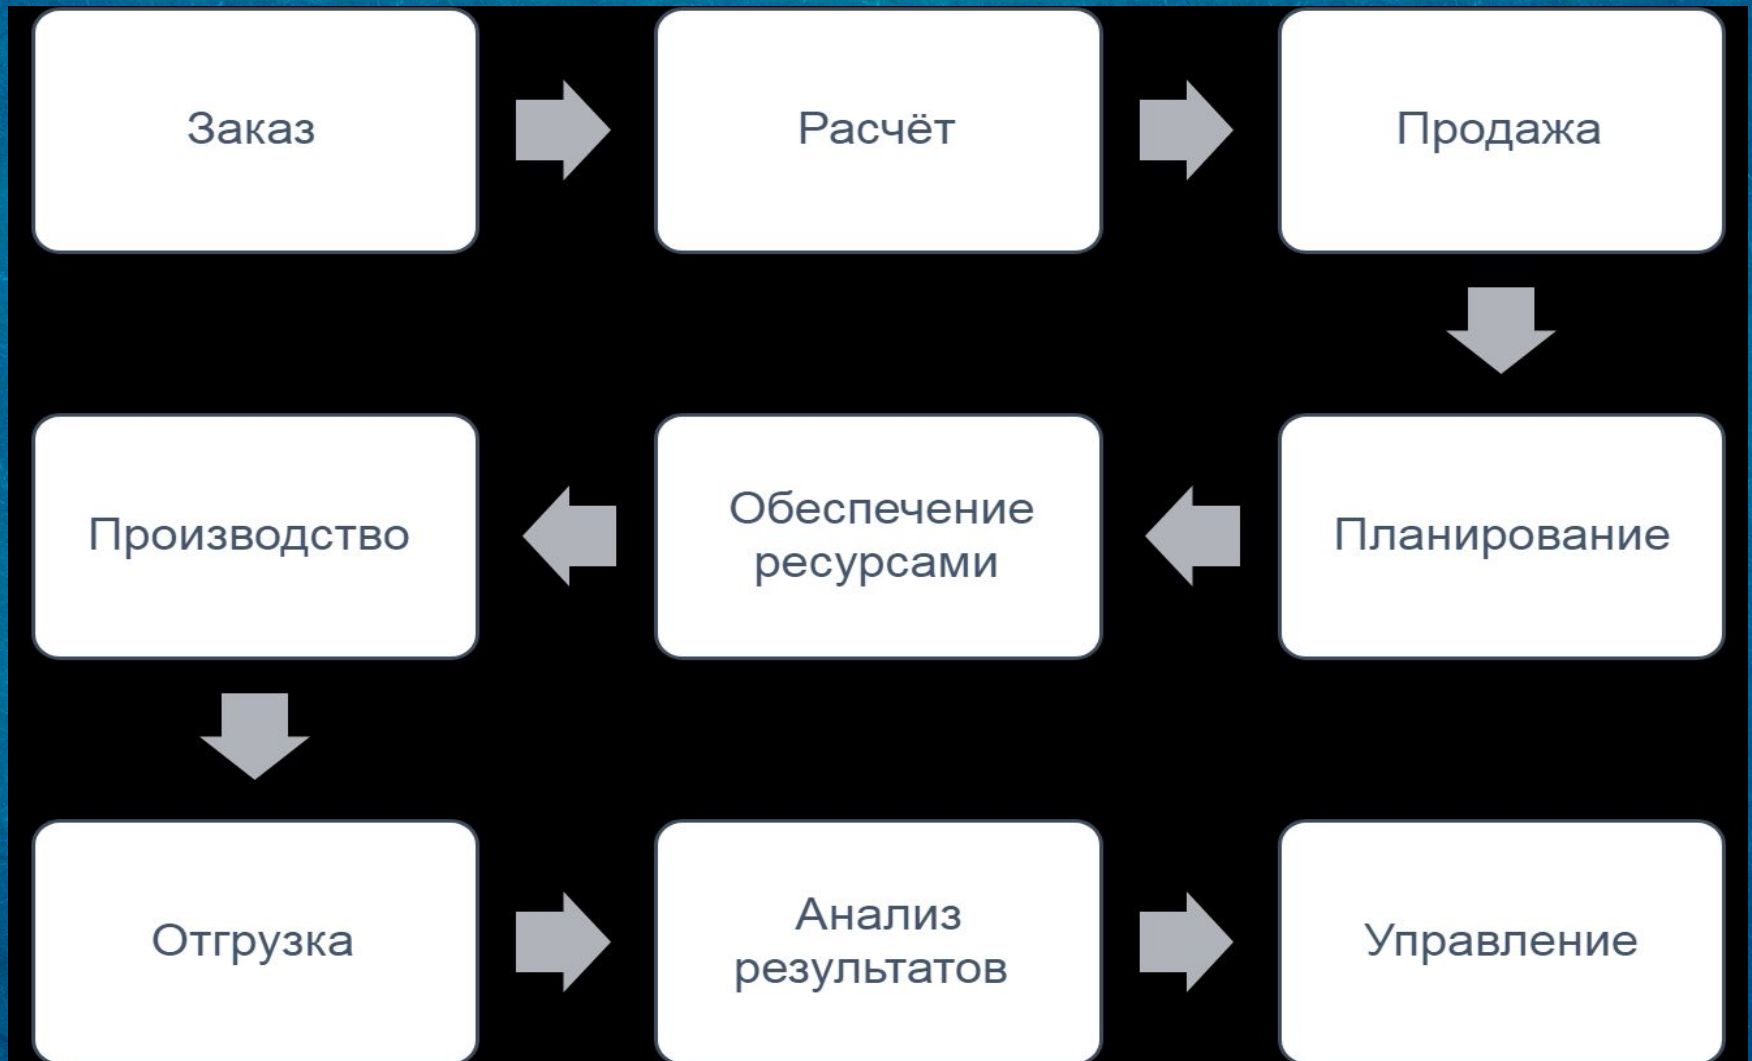 Заказ
Расчёт
Продажа
Планирование
Обеспечение
ресурсами
Производство
Отгрузка
Анализ
результатов
Управление